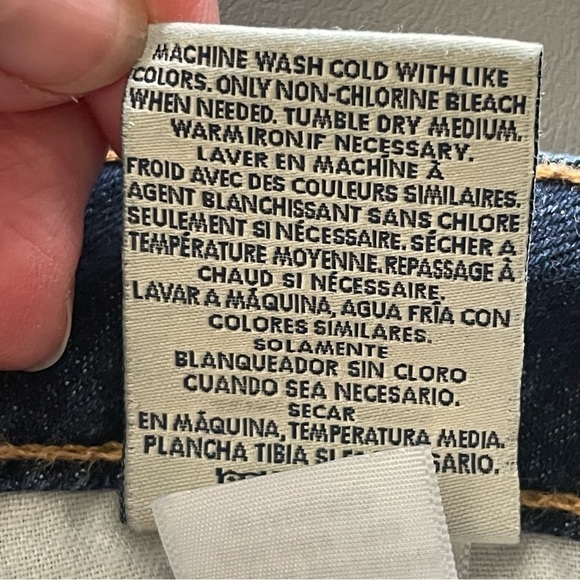 MACHINE WASH COLD WITH LIKE
COLORS. ONLY NON-CHLORINE BLEACH
WHEN NEEDED. TUMBLE DRY MEDIUM.
WARM IRON IF NECESSARY.
LAVER EN MACHINE À
FROID AVEC DES COULEURS SIMILAIRES.
AGENT BLANCHISSANT SANS CHLORE
SEULEMENT SI NÉCESSAIRE. SÉCHER A
TEMPÉRATURE MOYENNE. REPASSAGE À
CHAUD SI NÉCESSAIRE.
LAVAR A MÁQUINA, AGUA FRÍA CON
COLORES SIMILARES.
SOLAMENTE
BLANQUEADOR SIN CLORO
CUANDO SEA NECESARIO.
SECAR
EN MÁQUINA, TEMPERATURA MEDIA.
PLANCHA TIBIA SI